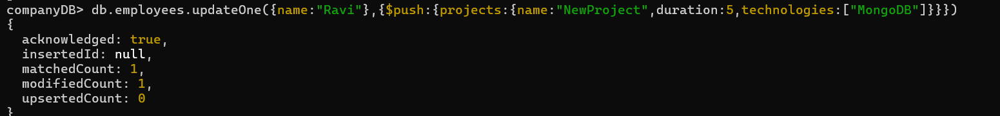 companyDB> db.employees.updateOne({name:"Ravi"},{$push:{projects:{name:"NewProject",duration:5,technologies:["MongoDB"]}}})
{
  acknowledged: true,
  insertedId: null,
  matchedCount: 1,
  modifiedCount: 1,
  upsertedCount: 0
}